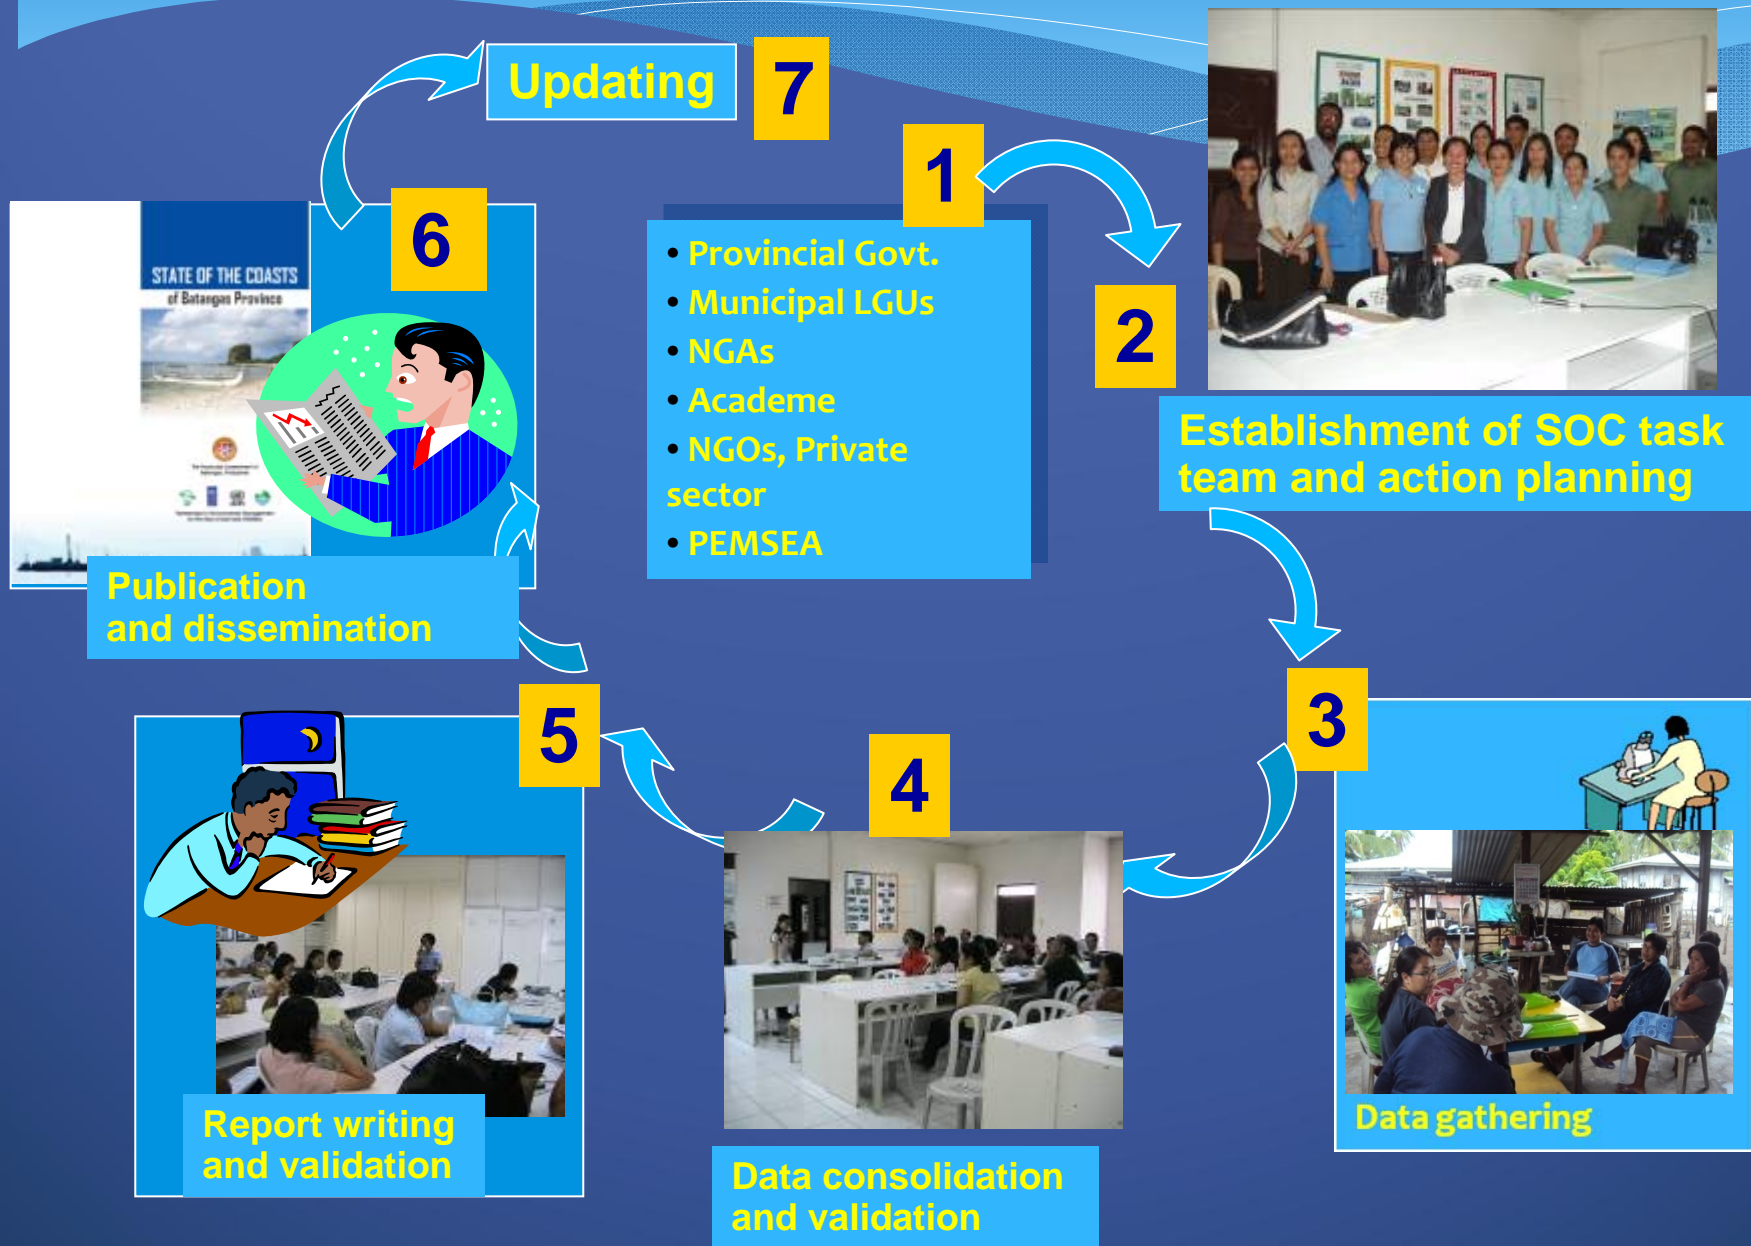 Updating
7
1
• Provincial Govt.
• Municipal LGUs
• NGAs
• Academe
• NGOs, Private
sector
• PEMSEA
2
Establishment of SOC task
team and action planning
3
Data gathering
4
Data consolidation
and validation
5
Report writing
and validation
6
STATE OF THE COASTS
of Batangas Province
Publication
and dissemination